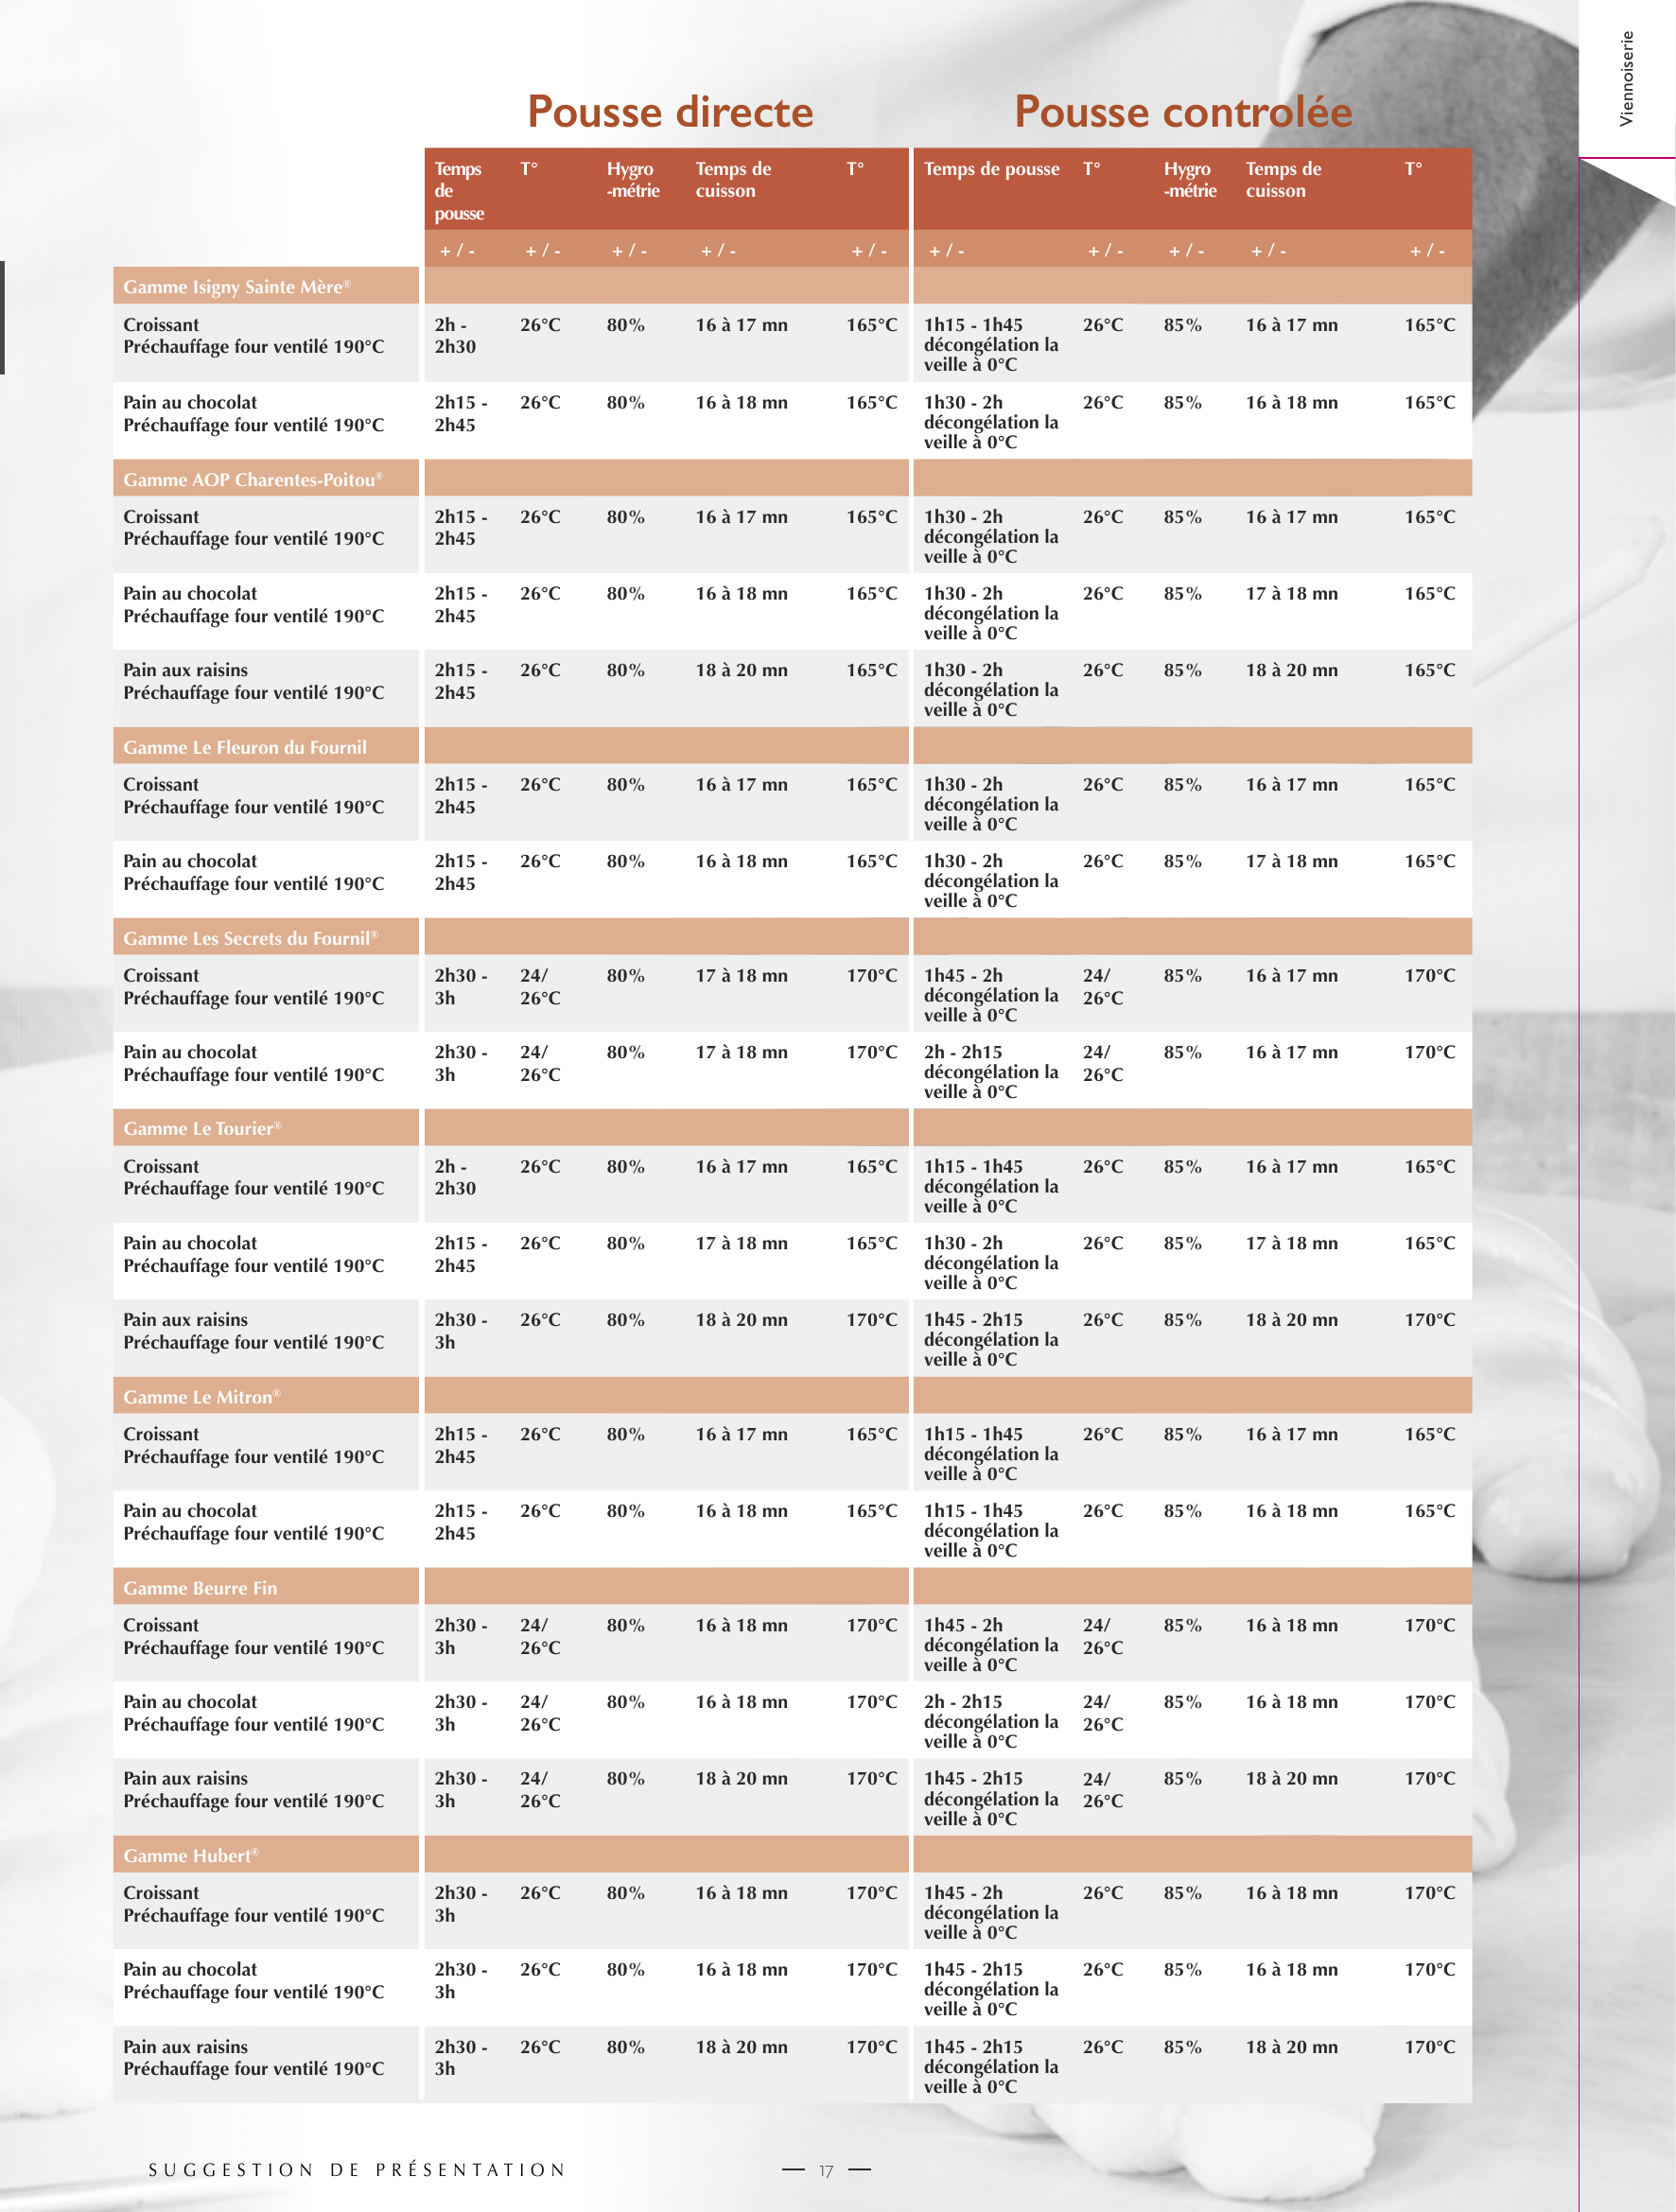 Viennoiserie
Pousse directe Pousse controlée
Temps de pousse T° Hygro -métrie Temps de cuisson T° Temps de pousse T° Hygro -métrie Temps de cuisson T°
+ / - + / - + / - + / - + / - + / - + / - + / - + / - + / -
Gamme Isigny Sainte Mère®
Croissant 2h - 26°C 80% 16 à 17 mn 165°C 1h15 - 1h45 26°C 85% 16 à 17 mn 165°C
Préchauffage four ventilé 190°C 2h30 décongélation la
veille à 0°C
Pain au chocolat 2h15 - 26°C 80% 16 à 18 mn 165°C 1h30 - 2h 26°C 85% 16 à 18 mn 165°C
Préchauffage four ventilé 190°C 2h45 décongélation la
veille à 0°C
Gamme AOP Charentes-Poitou®
Croissant 2h15 - 26°C 80% 16 à 17 mn 165°C 1h30 - 2h 26°C 85% 16 à 17 mn 165°C
Préchauffage four ventilé 190°C 2h45 décongélation la
veille à 0°C
Pain au chocolat 2h15 - 26°C 80% 16 à 18 mn 165°C 1h30 - 2h 26°C 85% 17 à 18 mn 165°C
Préchauffage four ventilé 190°C 2h45 décongélation la
veille à 0°C
Pain aux raisins 2h15 - 26°C 80% 18 à 20 mn 165°C 1h30 - 2h 26°C 85% 18 à 20 mn 165°C
Préchauffage four ventilé 190°C 2h45 décongélation la
veille à 0°C
Gamme Le Fleuron du Fournil
Croissant 2h15 - 26°C 80% 16 à 17 mn 165°C 1h30 - 2h 26°C 85% 16 à 17 mn 165°C
Préchauffage four ventilé 190°C 2h45 décongélation la
veille à 0°C
Pain au chocolat 2h15 - 26°C 80% 16 à 18 mn 165°C 1h30 - 2h 26°C 85% 17 à 18 mn 165°C
Préchauffage four ventilé 190°C 2h45 décongélation la
veille à 0°C
Gamme Les Secrets du Fournil®
Croissant 2h30 - 24/ 80% 17 à 18 mn 170°C 1h45 - 2h 24/ 85% 16 à 17 mn 170°C
Préchauffage four ventilé 190°C 3h 26°C décongélation la 26°C
veille à 0°C
Pain au chocolat 2h30 - 24/ 80% 17 à 18 mn 170°C 2h - 2h15 24/ 85% 16 à 17 mn 170°C
Préchauffage four ventilé 190°C 3h 26°C décongélation la 26°C
veille à 0°C
Gamme Le Tourier®
Croissant 2h - 26°C 80% 16 à 17 mn 165°C 1h15 - 1h45 26°C 85% 16 à 17 mn 165°C
Préchauffage four ventilé 190°C 2h30 décongélation la
veille à 0°C
Pain au chocolat 2h15 - 26°C 80% 17 à 18 mn 165°C 1h30 - 2h 26°C 85% 17 à 18 mn 165°C
Préchauffage four ventilé 190°C 2h45 décongélation la
veille à 0°C
Pain aux raisins 2h30 - 26°C 80% 18 à 20 mn 170°C 1h45 - 2h15 26°C 85% 18 à 20 mn 170°C
Préchauffage four ventilé 190°C 3h décongélation la
veille à 0°C
Gamme Le Mitron®
Croissant 2h15 - 26°C 80% 16 à 17 mn 165°C 1h15 - 1h45 26°C 85% 16 à 17 mn 165°C
Préchauffage four ventilé 190°C 2h45 décongélation la
veille à 0°C
Pain au chocolat 2h15 - 26°C 80% 16 à 18 mn 165°C 1h15 - 1h45 26°C 85% 16 à 18 mn 165°C
Préchauffage four ventilé 190°C 2h45 décongélation la
veille à 0°C
Gamme Beurre Fin
Croissant 2h30 - 24/ 80% 16 à 18 mn 170°C 1h45 - 2h 24/ 85% 16 à 18 mn 170°C
Préchauffage four ventilé 190°C 3h 26°C décongélation la 26°C
veille à 0°C
Pain au chocolat 2h30 - 24/ 80% 16 à 18 mn 170°C 2h - 2h15 24/ 85% 16 à 18 mn 170°C
Préchauffage four ventilé 190°C 3h 26°C décongélation la 26°C
veille à 0°C
Pain aux raisins 2h30 - 24/ 80% 18 à 20 mn 170°C 1h45 - 2h15 24/ 85% 18 à 20 mn 170°C
Préchauffage four ventilé 190°C 3h 26°C décongélation la 26°C
veille à 0°C
Gamme Hubert®
Croissant 2h30 - 26°C 80% 16 à 18 mn 170°C 1h45 - 2h 26°C 85% 16 à 18 mn 170°C
Préchauffage four ventilé 190°C 3h décongélation la
veille à 0°C
Pain au chocolat 2h30 - 26°C 80% 16 à 18 mn 170°C 1h45 - 2h15 26°C 85% 16 à 18 mn 170°C
Préchauffage four ventilé 190°C 3h décongélation la
veille à 0°C
Pain aux raisins 2h30 - 26°C 80% 18 à 20 mn 170°C 1h45 - 2h15 26°C 85% 18 à 20 mn 170°C
Préchauffage four ventilé 190°C 3h décongélation la
veille à 0°C
SUGGESTION DE PRÉSENTATION — 17 —